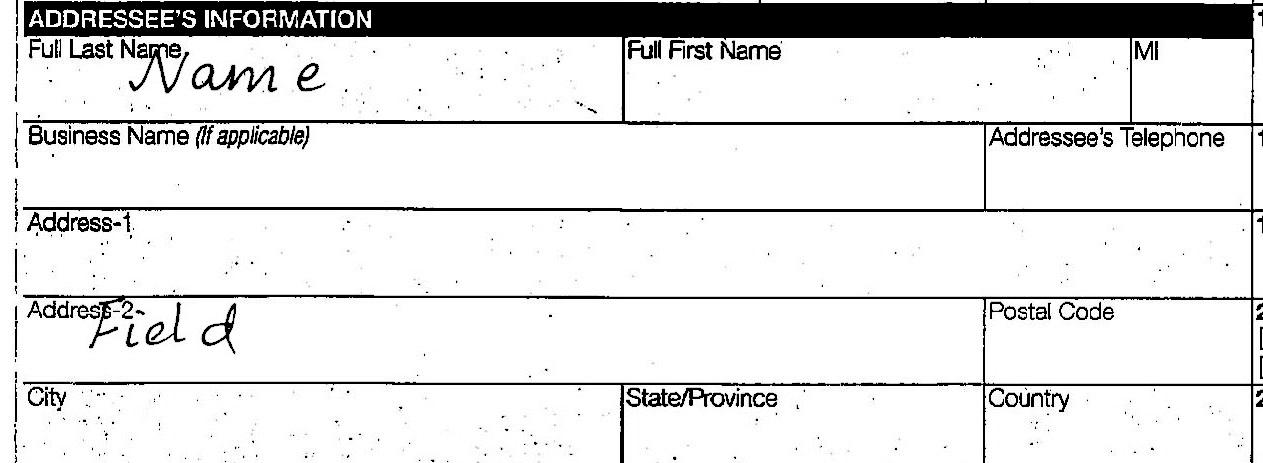 ADDRESSEE'S INFORMATION
Full Last Name Full First Name MI
Name
Business Name (If applicable) Addressee's Telephone
Address-1
Address-2 Postal Code
Field
City State/Province Country